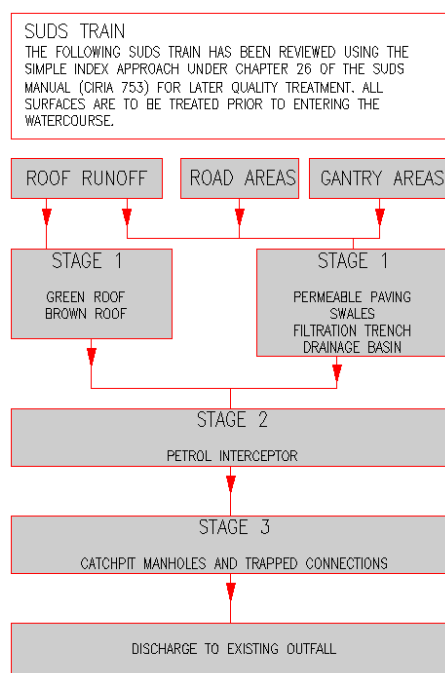 SUDS TRAIN
THE FOLLOWING SUDS TRAIN HAS BEEN REVIEWED USING THE
SIMPLE INDEX APPROACH UNDER CHAPTER 26 OF THE SUDS
MANUAL (CIRIA 753) FOR LATER QUALITY TREATMENT. ALL
SURFACES ARE TO BE TREATED PRIOR TO ENTERING THE
WATERCOURSE.
ROOF RUNOFF
ROAD AREAS
GANTRY AREAS
STAGE 1
GREEN ROOF
BROWN ROOF
STAGE 1
PERMEABLE PAVING
SWALES
FILTRATION TRENCH
DRAINAGE BASIN
STAGE 2
PETROL INTERCEPTOR
STAGE 3
CATCHPIT MANHOLES AND TRAPPED CONNECTIONS
DISCHARGE TO EXISTING OUTFALL